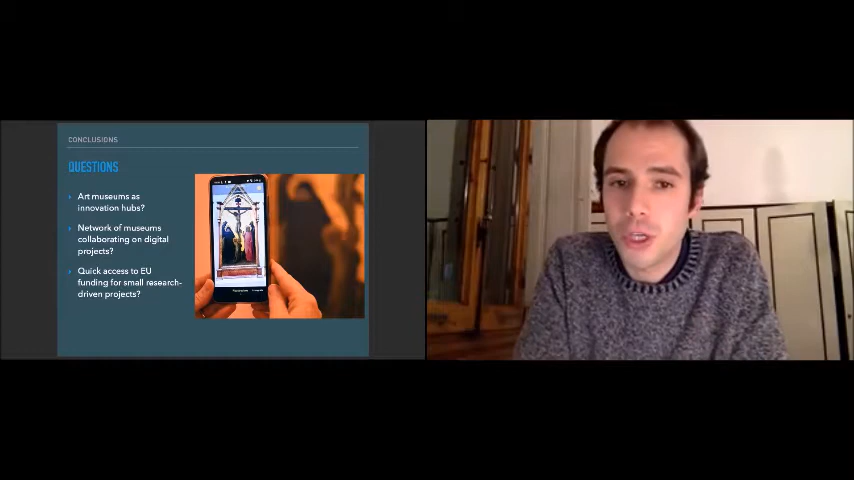 CONCLUSIONS
QUESTIONS
Art museums as
innovation hubs?
Network of museums
collaborating on digital
projects?
Quick access to EU
funding for small research-
driven projects?